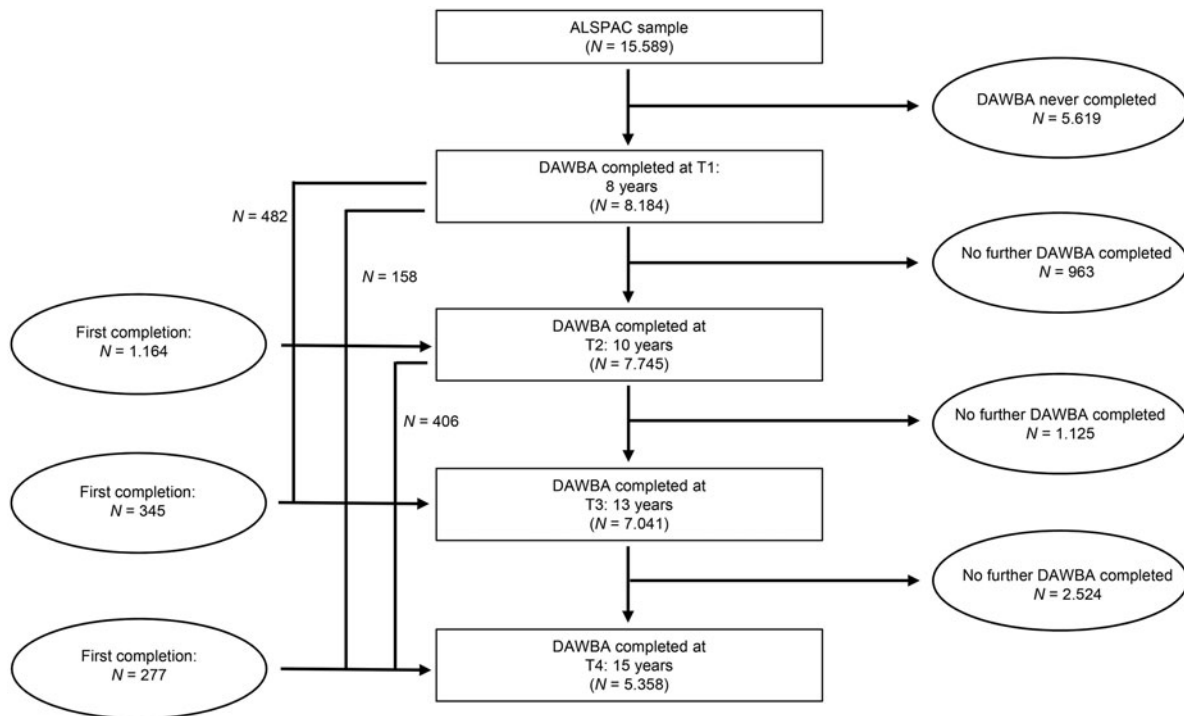 ALSPAC sample
(N = 15.589)
DAWBA never completed
N = 5.619
DAWBA completed at T1:
8 years
(N = 8.184)
N = 482
No further DAWBA completed
N = 963
N = 158
First completion:
N = 1.164
DAWBA completed at
T2: 10 years
(N = 7.745)
N = 406
No further DAWBA completed
N = 1.125
First completion:
N = 345
DAWBA completed at
T3: 13 years
(N = 7.041)
No further DAWBA completed
N = 2.524
First completion:
N = 277
DAWBA completed at
T4: 15 years
(N = 5.358)